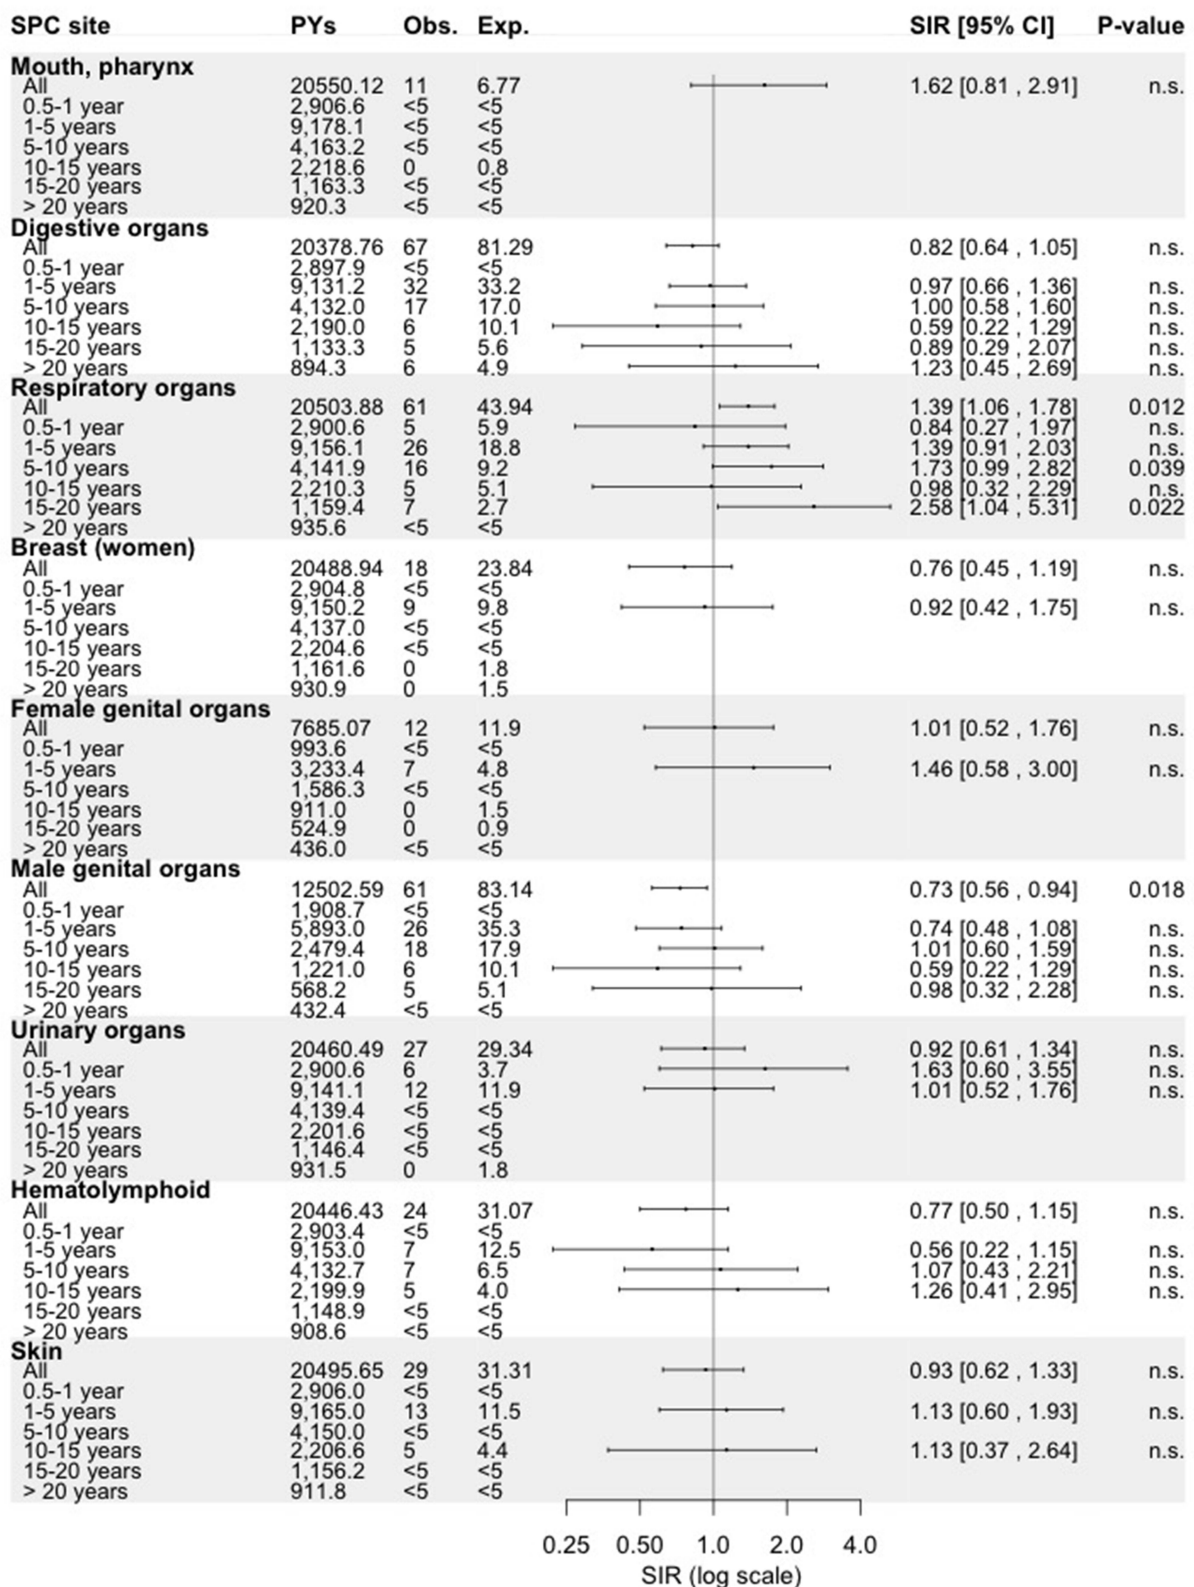 SPC site PYs Obs. Exp. SIR [95% CI] P-value
Mouth, pharynx
All 20550.12 11 6.77 1.62 [0.81 , 2.91] n.s.
0.5-1 year 2,906.6 <5 <5
1-5 years 9,178.1 <5 <5
5-10 years 4,163.2 <5 <5
10-15 years 2,218.6 0 0.8
15-20 years 1,163.3 <5 <5
> 20 years 920.3 <5 <5
Digestive organs
All 20378.76 67 81.29 0.82 [0.64 , 1.05] n.s.
0.5-1 year 2,897.9 <5 <5
1-5 years 9,131.2 32 33.2 0.97 [0.66 , 1.36] n.s.
5-10 years 4,132.0 17 17.0 1.00 [0.58 , 1.60] n.s.
10-15 years 2,190.0 6 10.1 0.59 [0.22 , 1.29] n.s.
15-20 years 1,133.3 5 5.6 0.89 [0.29 , 2.07] n.s.
> 20 years 894.3 6 4.9 1.23 [0.45 , 2.69] n.s.
Respiratory organs
All 20503.88 61 43.94 1.39 [1.06 , 1.78] 0.012
0.5-1 year 2,900.6 5 5.9 0.84 [0.27 , 1.97] n.s.
1-5 years 9,156.1 26 18.8 1.39 [0.91 , 2.03] n.s.
5-10 years 4,141.9 16 9.2 1.73 [0.99 , 2.82] 0.039
10-15 years 2,210.3 5 5.1 0.98 [0.32 , 2.29] n.s.
15-20 years 1,159.4 7 2.7 2.58 [1.04 , 5.31] 0.022
> 20 years 935.6 <5 <5
Breast (women)
All 20488.94 18 23.84 0.76 [0.45 , 1.19] n.s.
0.5-1 year 2,904.8 <5 <5
1-5 years 9,150.2 9 9.8 0.92 [0.42 , 1.75] n.s.
5-10 years 4,137.0 <5 <5
10-15 years 2,204.6 <5 <5
15-20 years 1,161.6 0 1.8
> 20 years 930.9 0 1.5
Female genital organs
All 7685.07 12 11.9 1.01 [0.52 , 1.76] n.s.
0.5-1 year 993.6 <5 <5
1-5 years 3,233.4 7 4.8 1.46 [0.58 , 3.00] n.s.
5-10 years 1,586.3 <5 <5
10-15 years 911.0 0 1.5
15-20 years 524.9 0 0.9
> 20 years 436.0 <5 <5
Male genital organs
All 12502.59 61 83.14 0.73 [0.56 , 0.94] 0.018
0.5-1 year 1,908.7 <5 <5
1-5 years 5,893.0 26 35.3 0.74 [0.48 , 1.08] n.s.
5-10 years 2,479.4 18 17.9 1.01 [0.60 , 1.59] n.s.
10-15 years 1,221.0 6 10.1 0.59 [0.22 , 1.29] n.s.
15-20 years 568.2 5 5.1 0.98 [0.32 , 2.28] n.s.
> 20 years 432.4 <5 <5
Urinary organs
All 20460.49 27 29.34 0.92 [0.61 , 1.34] n.s.
0.5-1 year 2,900.6 6 3.7 1.63 [0.60 , 3.55] n.s.
1-5 years 9,141.1 12 11.9 1.01 [0.52 , 1.76] n.s.
5-10 years 4,139.4 <5 <5
10-15 years 2,201.6 <5 <5
15-20 years 1,146.4 <5 <5
> 20 years 931.5 0 1.8
Hematolymphoid
All 20446.43 24 31.07 0.77 [0.50 , 1.15] n.s.
0.5-1 year 2,903.4 <5 <5
1-5 years 9,153.0 7 12.5 0.56 [0.22 , 1.15] n.s.
5-10 years 4,132.7 7 6.5 1.07 [0.43 , 2.21] n.s.
10-15 years 2,199.9 5 4.0 1.26 [0.41 , 2.95] n.s.
15-20 years 1,148.9 <5 <5
> 20 years 908.6 <5 <5
Skin
All 20495.65 29 31.31 0.93 [0.62 , 1.33] n.s.
0.5-1 year 2,906.0 <5 <5
1-5 years 9,165.0 13 11.5 1.13 [0.60 , 1.93] n.s.
5-10 years 4,150.0 <5 <5
10-15 years 2,206.6 5 4.4 1.13 [0.37 , 2.64] n.s.
15-20 years 1,156.2 <5 <5
> 20 years 911.8 <5 <5
0.25 0.50 1.0 2.0 4.0
SIR (log scale)